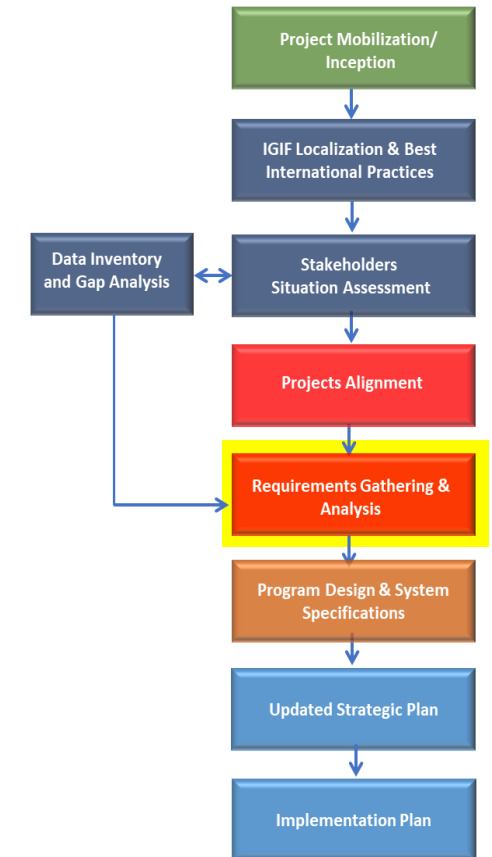 Project Mobilization/
Inception
IGIF Localization & Best
International Practices
Data Inventory
and Gap Analysis
Stakeholders
Situation Assessment
Projects Alignment
Requirements Gathering &
Analysis
Program Design & System
Specifications
Updated Strategic Plan
Implementation Plan